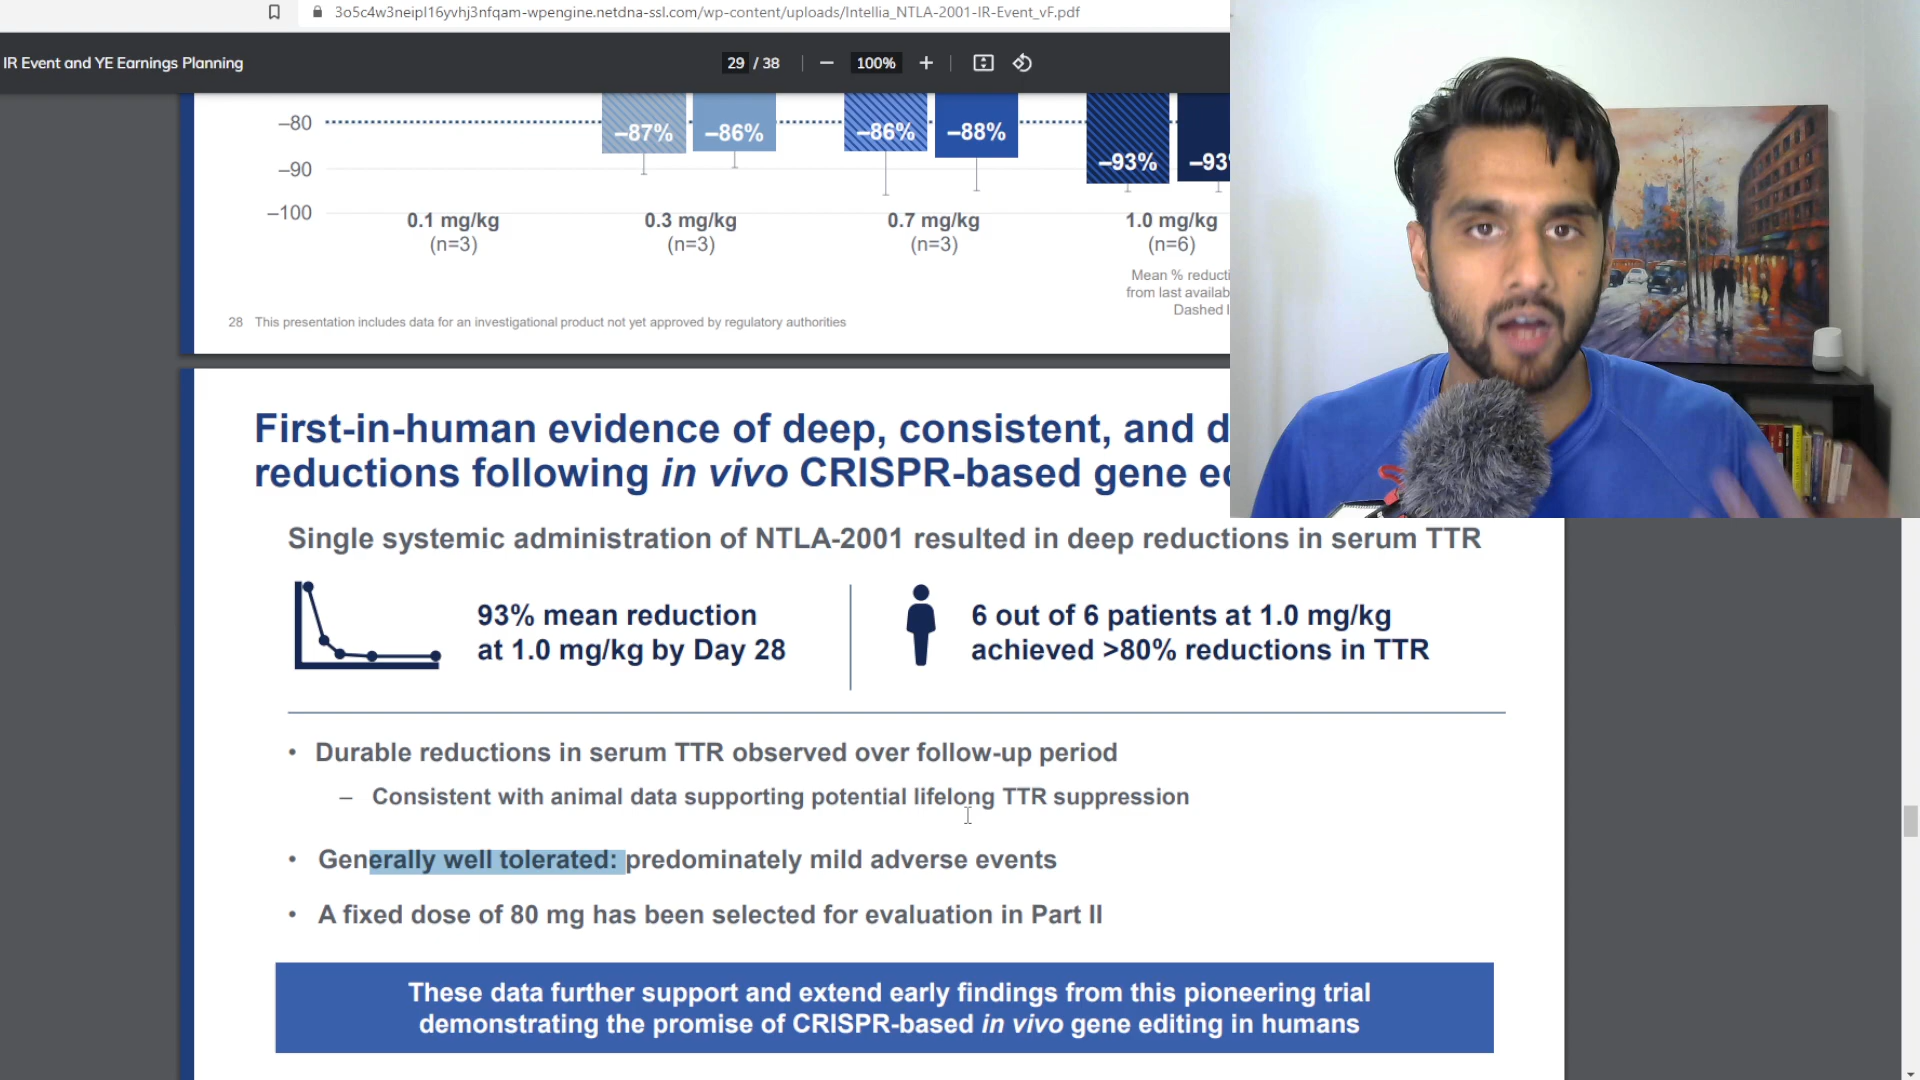 3o5c4w3neipl16yvhj3nfqam-wpengine.netdna-ssl.com/wp-content/uploads/Intellia_NTLA-2001-IR-Event_vF.pdf
IR Event and YE Earnings Planning
29 / 38
100%
–80
–87%
–86%
–86%
–88%
–93%
–93
–90
–100
0.1 mg/kg
(n=3)
0.3 mg/kg
(n=3)
0.7 mg/kg
(n=3)
1.0 mg/kg
(n=6)
Mean % reducti
from last availab
Dashed l
28 This presentation includes data for an investigational product not yet approved by regulatory authorities
First-in-human evidence of deep, consistent, and d
reductions following in vivo CRISPR-based gene e
Single systemic administration of NTLA-2001 resulted in deep reductions in serum TTR
93% mean reduction
at 1.0 mg/kg by Day 28
6 out of 6 patients at 1.0 mg/kg
achieved >80% reductions in TTR
• Durable reductions in serum TTR observed over follow-up period
– Consistent with animal data supporting potential lifelong TTR suppression
• Generally well tolerated: predominately mild adverse events
• A fixed dose of 80 mg has been selected for evaluation in Part II
These data further support and extend early findings from this pioneering trial
demonstrating the promise of CRISPR-based in vivo gene editing in humans